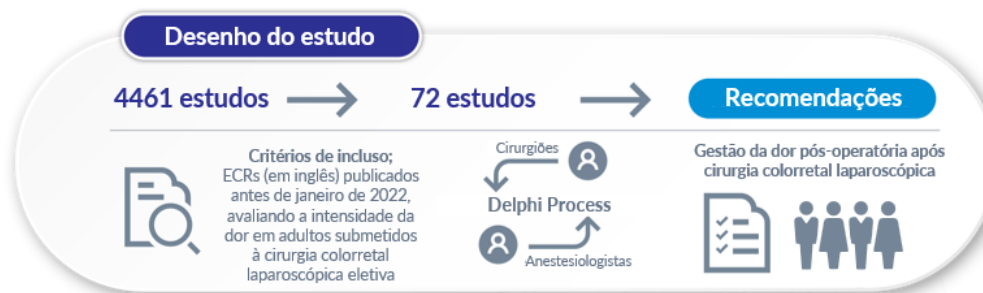 Desenho do estudo
4461 estudos
72 estudos
Recomendações
Critérios de incluso;
ECRs (em inglês) publicados
antes de janeiro de 2022,
avaliando a intensidade da
dor em adultos submetidos
à cirurgia colorretal
laparoscópica eletiva
Cirurgiões
Delphi Process
Anestesiologistas
Gestão da dor pós-operatória após
cirurgia colorretal laparoscópica